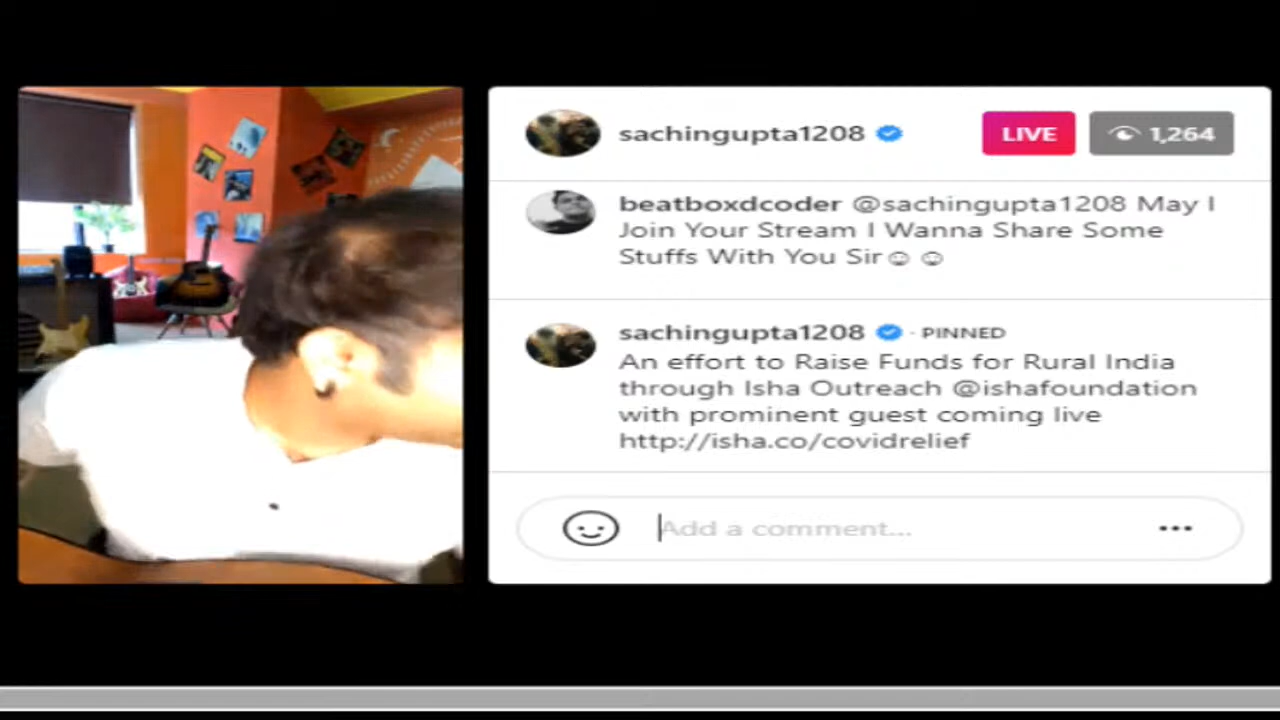 sachingupta1208
LIVE
1,264
beatboxdcoder @sachingupta1208 May I
Join Your Stream I Wanna Share Some
Stuffs With You Sir☺ ☺
sachingupta1208 · PINNED
An effort to Raise Funds for Rural India
through Isha Outreach @ishafoundation
with prominent guest coming live
http://isha.co/covidrelief
Add a comment...